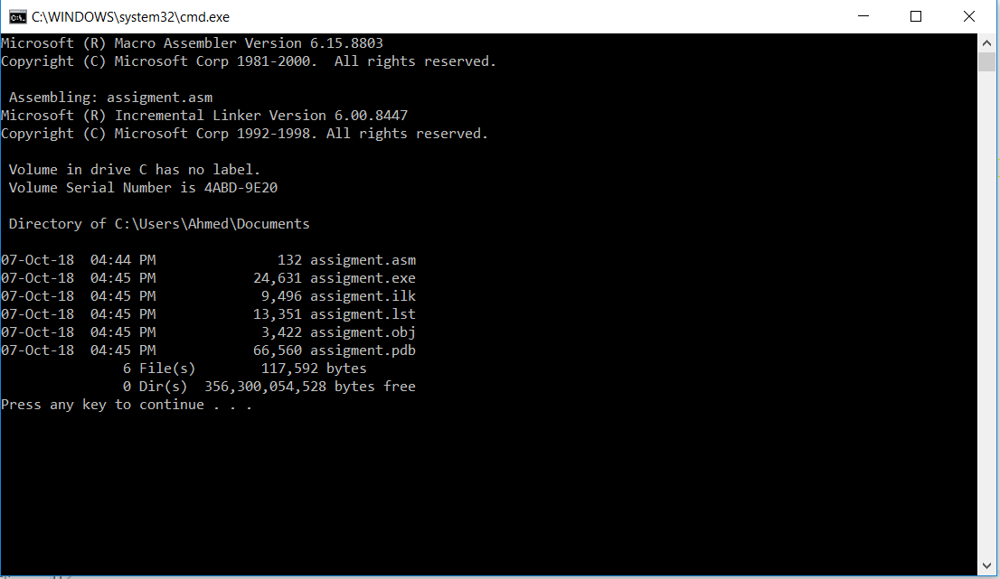 C:\WINDOWS\system32\cmd.exe
Microsoft (R) Macro Assembler Version 6.15.8803
Copyright (C) Microsoft Corp 1981-2000.  All rights reserved.

 Assembling: assigment.asm
Microsoft (R) Incremental Linker Version 6.00.8447
Copyright (C) Microsoft Corp 1992-1998. All rights reserved.

 Volume in drive C has no label.
 Volume Serial Number is 4ABD-9E20

 Directory of C:\Users\Ahmed\Documents

07-Oct-18  04:44 PM               132 assigment.asm
07-Oct-18  04:45 PM            24,631 assigment.exe
07-Oct-18  04:45 PM             9,496 assigment.ilk
07-Oct-18  04:45 PM            13,351 assigment.lst
07-Oct-18  04:45 PM             3,422 assigment.obj
07-Oct-18  04:45 PM            66,560 assigment.pdb
               6 File(s)        117,592 bytes
               0 Dir(s)  356,300,054,528 bytes free
Press any key to continue . . .